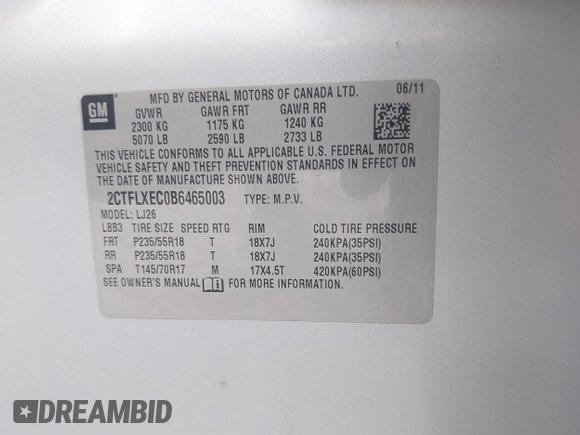 GM
MFD BY GENERAL MOTORS OF CANADA LTD. 06/11
GVWR GAWR FRT GAWR RR
2300 KG 1175 KG 1240 KG
5070 LB 2590 LB 2733 LB
THIS VEHICLE CONFORMS TO ALL APPLICABLE U.S. FEDERAL MOTOR
VEHICLE SAFETY AND THEFT PREVENTION STANDARDS IN EFFECT ON
THE DATE OF MANUFACTURE SHOWN ABOVE.
2CTFLXEC0B6465003 TYPE: M.P.V.
MODEL: LJ26
LBB3 TIRE SIZE SPEED RTG RIM COLD TIRE PRESSURE
FRT P235/55R18 T 18X7J 240KPA(35PSI)
RR P235/55R18 T 18X7J 240KPA(35PSI)
SPA T145/70R17 M 17X4.5T 420KPA(60PSI)
SEE OWNER'S MANUAL FOR MORE INFORMATION.
DREAMBID